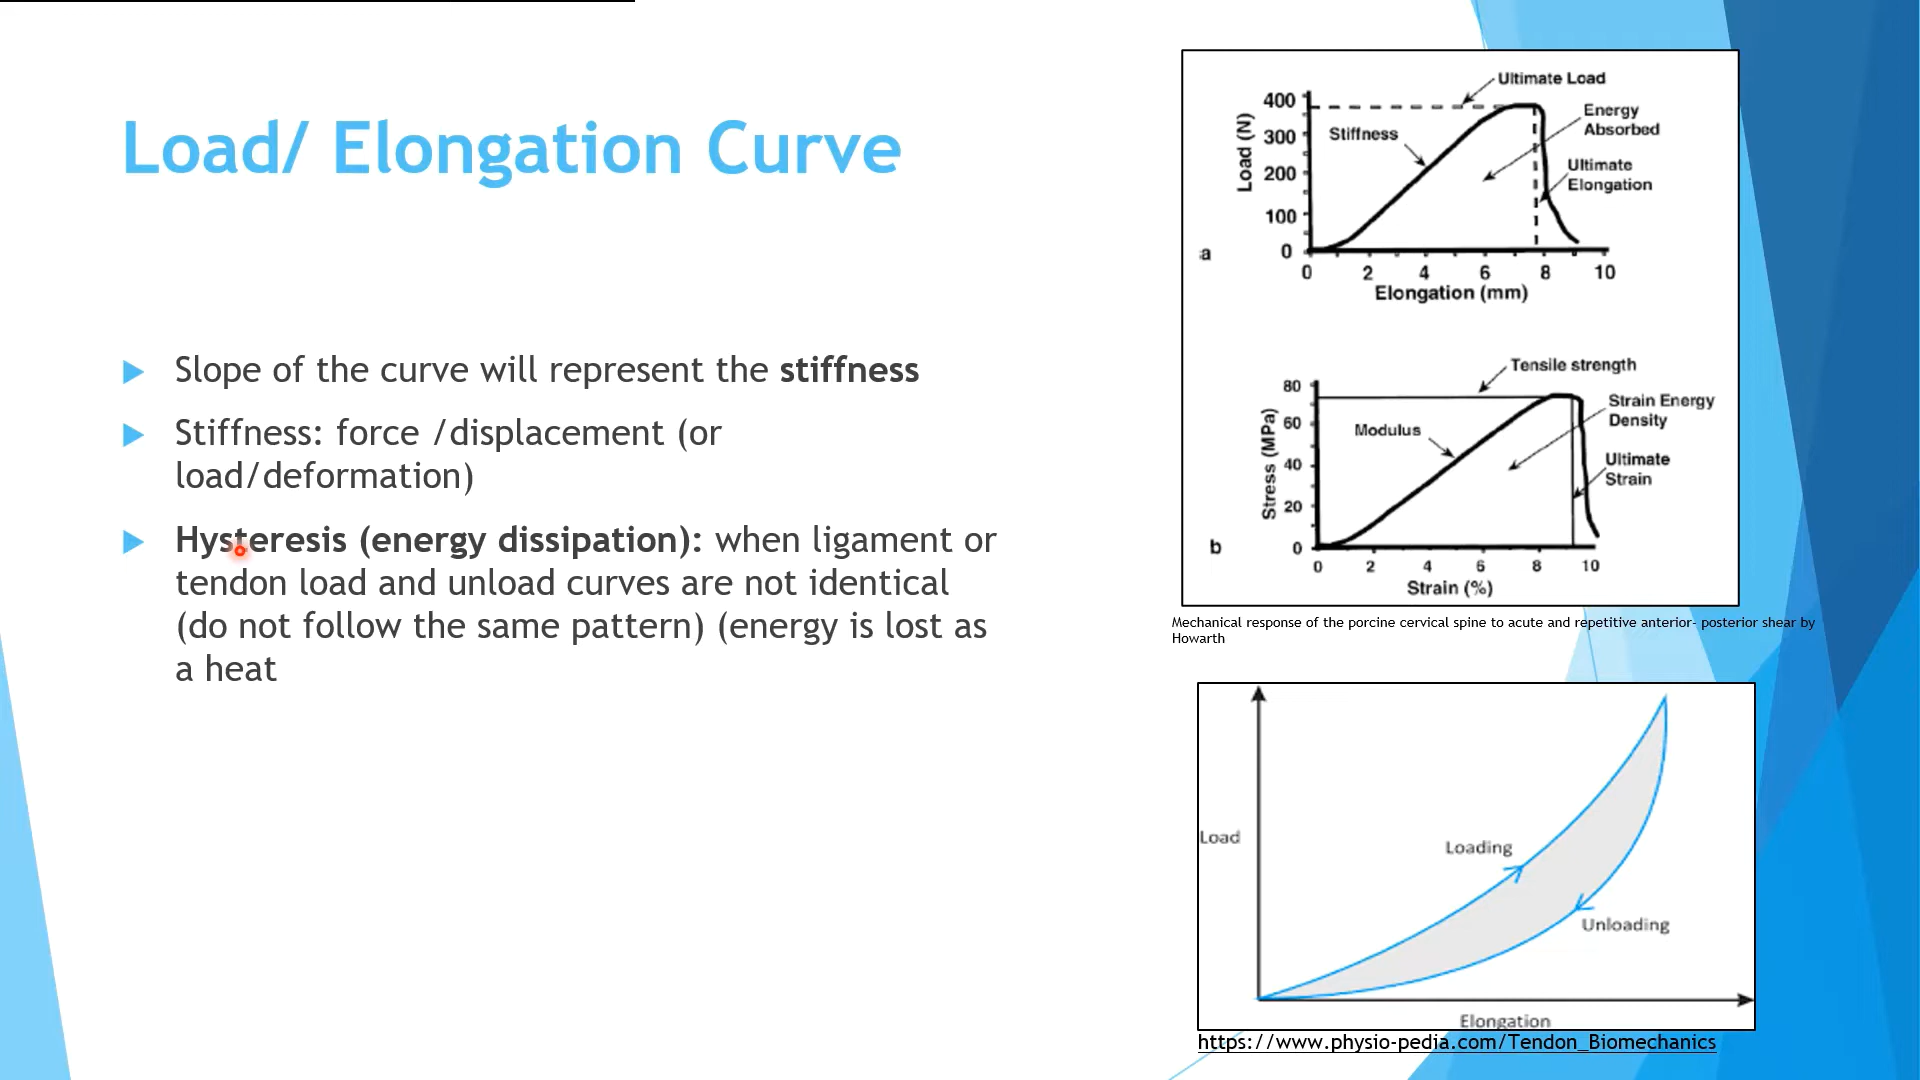 Load/ Elongation Curve
Slope of the curve will represent the stiffness
Stiffness: force /displacement (or
load/deformation)
Hysteresis (energy dissipation): when ligament or
tendon load and unload curves are not identical
(do not follow the same pattern) (energy is lost as
a heat
Ultimate Load
Energy
Absorbed
Stiffness
Ultimate
Elongation
Load (N)
400
300
200
100
0
a
0 2 4 6 8 10
Elongation (mm)
Tensile strength
Strain Energy
Density
Modulus
Ultimate
Strain
Stress (MPa)
80
60
40
20
0
b
0 2 4 6 8 10
Strain (%)
Mechanical response of the porcine cervical spine to acute and repetitive anterior- posterior shear by
Howarth
Load
Loading
Unloading
Elongation
https://www.physio-pedia.com/Tendon_Biomechanics